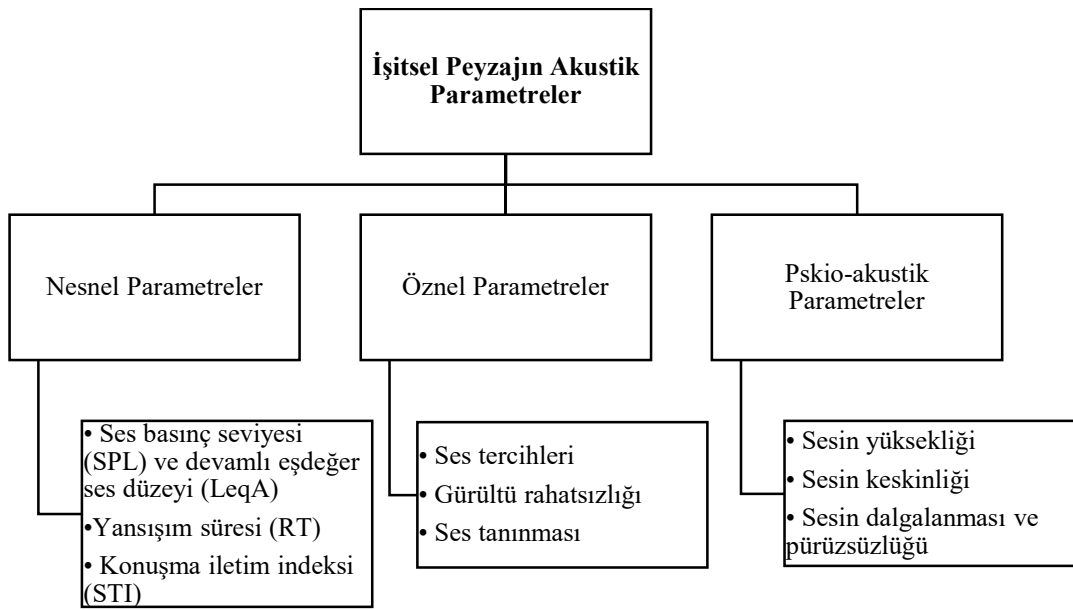 İşitsel Peyzajın Akustik
Parametreler
Nesnel Parametreler
Öznel Parametreler
Pskio-akustik
Parametreler
• Ses basınç seviyesi
(SPL) ve devamlı eşdeğer
ses düzeyi (LeqA)
•Yansışım süresi (RT)
• Konuşma iletim indeksi
(STI)
• Ses tercihleri
• Gürültü rahatsızlığı
• Ses tanınması
• Sesin yüksekliği
• Sesin keskinliği
• Sesin dalgalanması ve
pürüzsüzlüğü